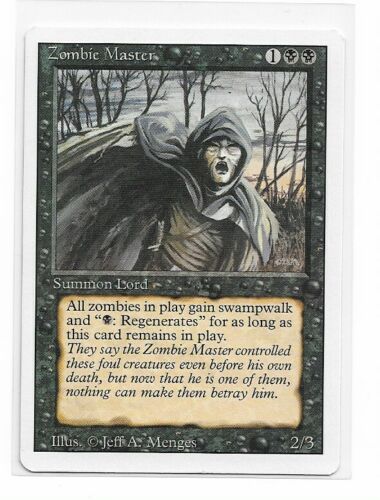 Zombie Master 1
Summon Lord
All zombies in play gain swampwalk
and “ : Regenerates” for as long as
this card remains in play.
They say the Zombie Master controlled
these foul creatures even before his own
death, but now that he is one of them,
nothing can make them betray him.
Illus. © Jeff A. Menges 2/3